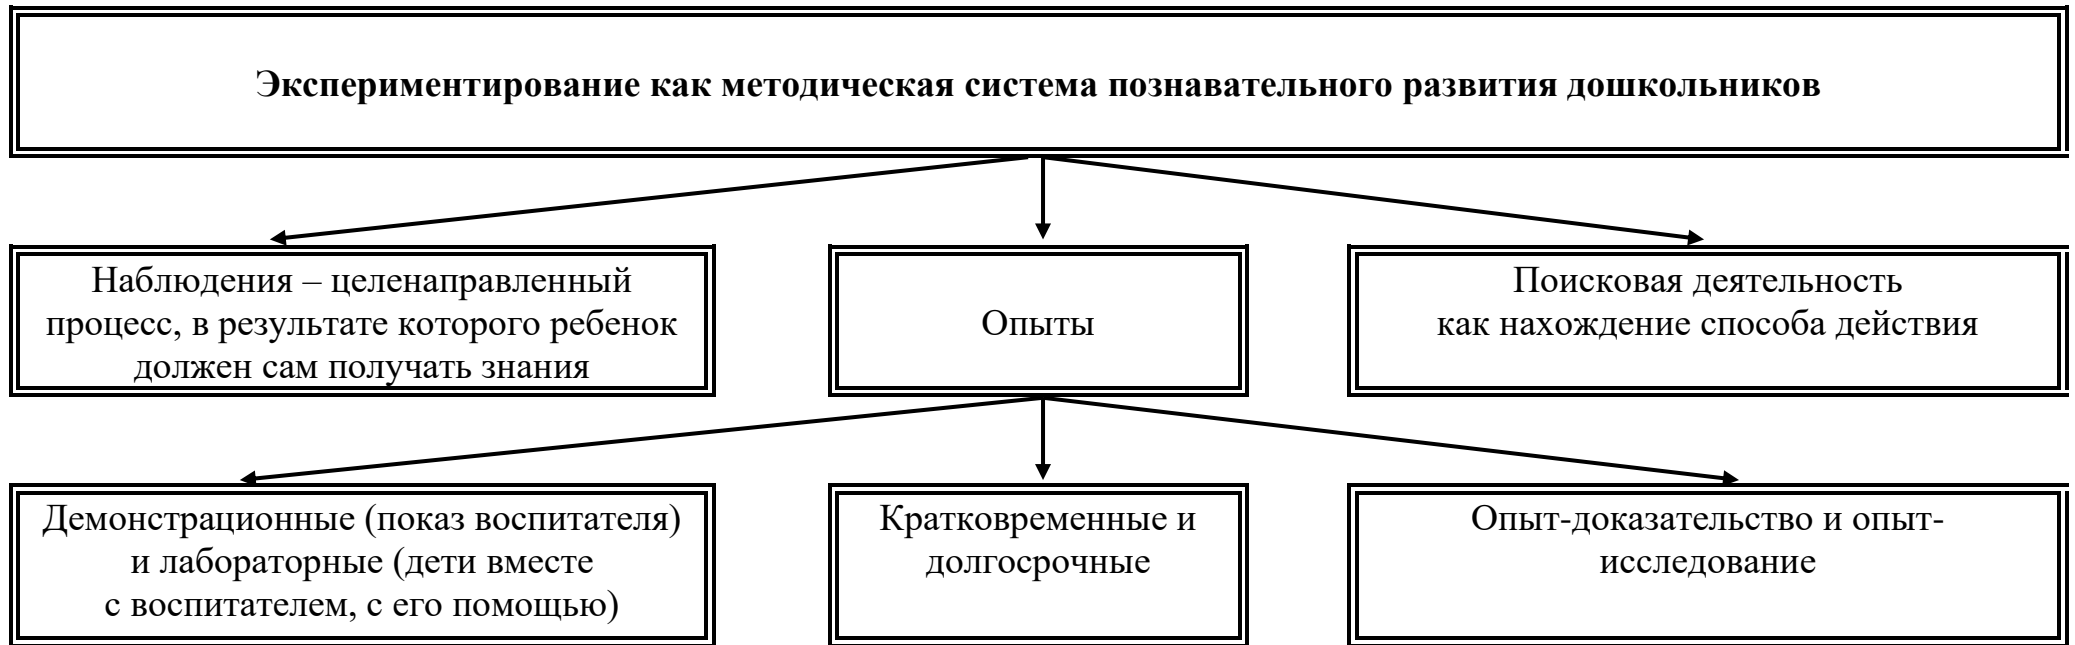 Экспериментирование как методическая система познавательного развития дошкольников
Наблюдения – целенаправленный
процесс, в результате которого ребенок
должен сам получать знания
Опыты
Поисковая деятельность
как нахождение способа действия
Демонстрационные (показ воспитателя)
и лабораторные (дети вместе
с воспитателем, с его помощью)
Кратковременные и
долгосрочные
Опыт-доказательство и опыт-
исследование